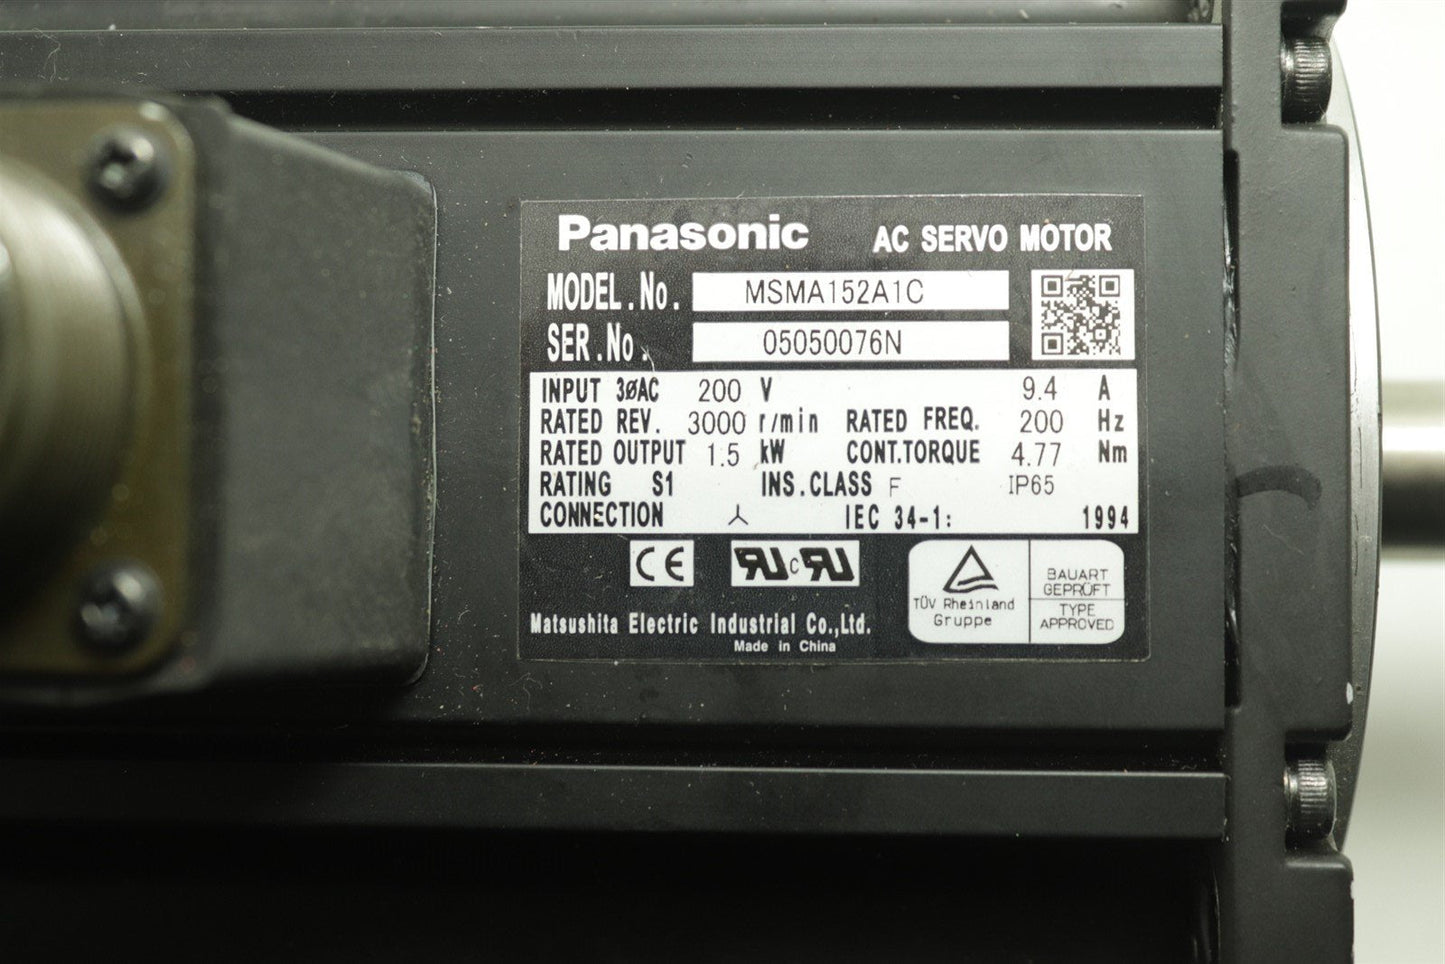 Panasonic AC SERVO MOTOR
MODEL.No. MSMA152A1C
SER.No. 05050076N
INPUT 3øAC 200 V 9.4 A
RATED REV. 3000 r/min RATED FREQ. 200 Hz
RATED OUTPUT 1.5 kW CONT.TORQUE 4.77 Nm
RATING S1 INS.CLASS F IP65
CONNECTION IEC 34-1: 1994
CE RU c RU
TÜV Rheinland
Gruppe
BAUART
GEPRÜFT
TYPE
APPROVED
Matsushita Electric Industrial Co.,Ltd.
Made in China